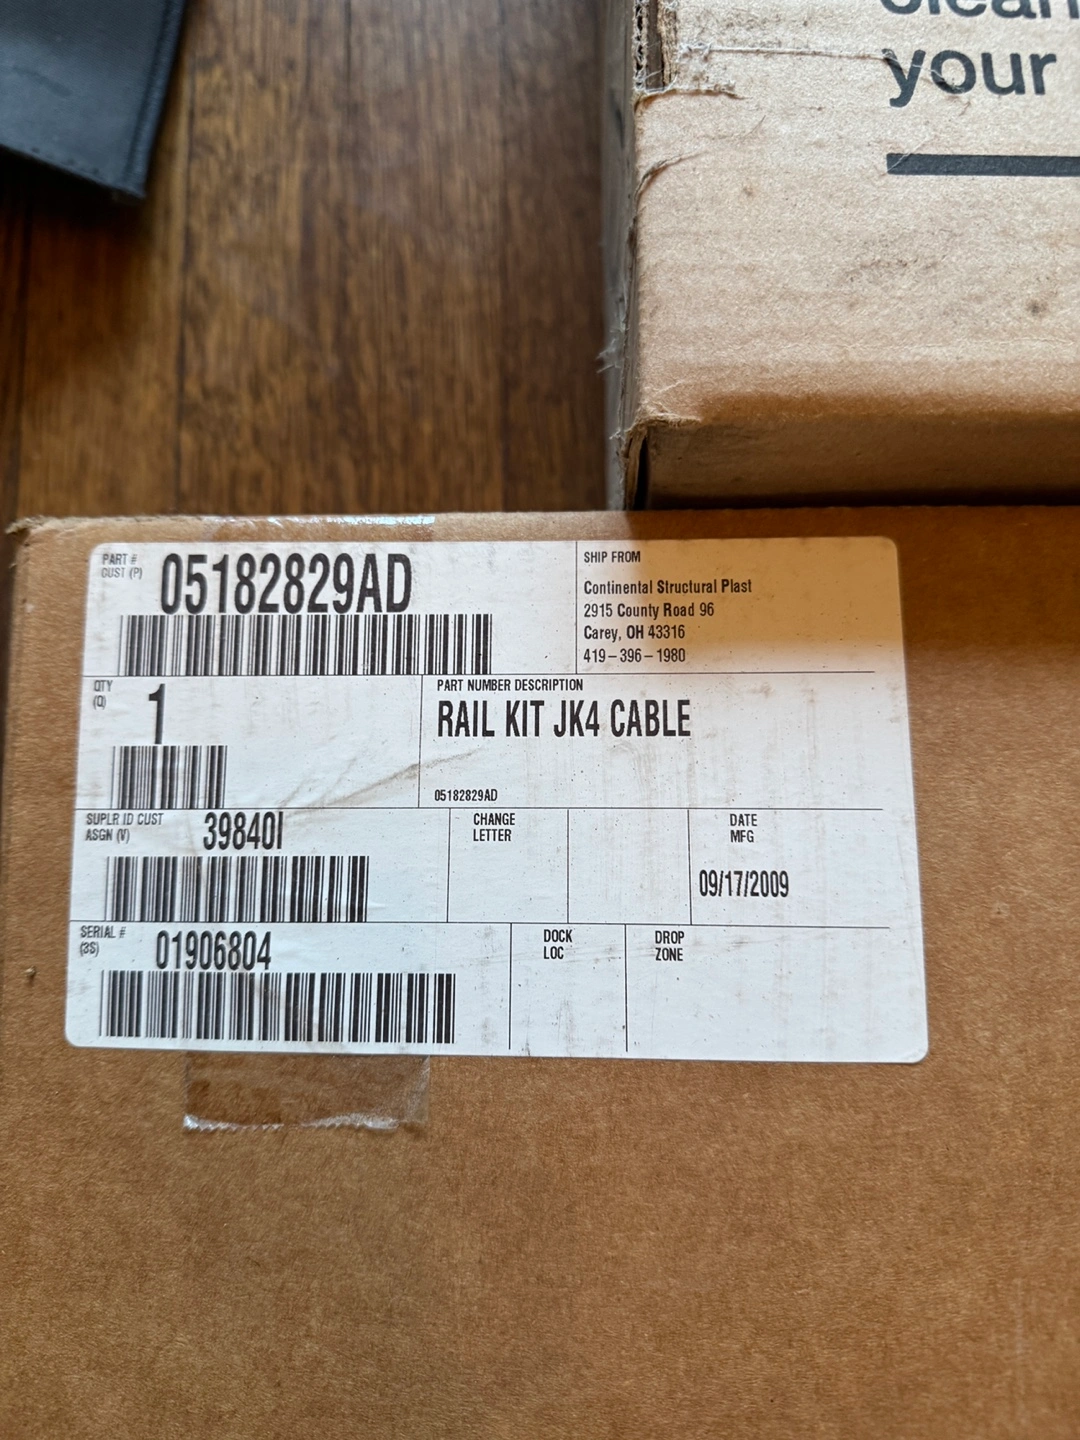 your
PART #
CUST (P)
05182829AD
SHIP FROM
Continental Structural Plast
2915 County Road 96
Carey, OH 43316
419-396-1980
QTY
(Q)
1
PART NUMBER DESCRIPTION
RAIL KIT JK4 CABLE
05182829AD
SUPLR ID CUST
ASGN (V)
39840I
CHANGE
LETTER
DATE
MFG
09/17/2009
SERIAL #
(3S)
01906804
DOCK
LOC
DROP
ZONE